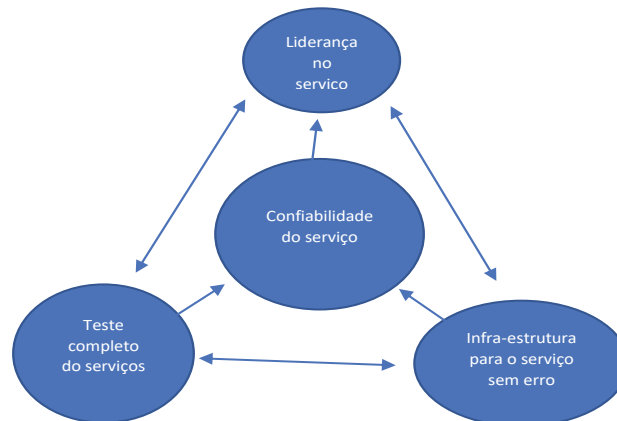 Liderança
no
servico
Confiabilidade
do serviço
Teste
completo
do serviços
Infra-estrutura
para o serviço
sem erro